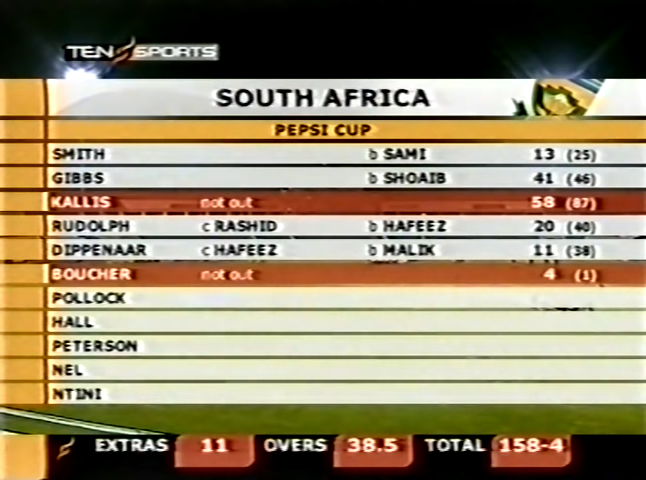 TEN SPORTS
SOUTH AFRICA
PEPSI CUP
SMITH b SAMI 13 (25)
GIBBS b SHOAIB 41 (46)
KALLIS not out 58 (87)
RUDOLPH c RASHID b HAFEEZ 20 (40)
DIPPENAAR c HAFEEZ b MALIK 11 (38)
BOUCHER not out 4 (1)
POLLOCK
HALL
PETERSON
NEL
NTINI
EXTRAS 11 OVERS 38.5 TOTAL 158-4